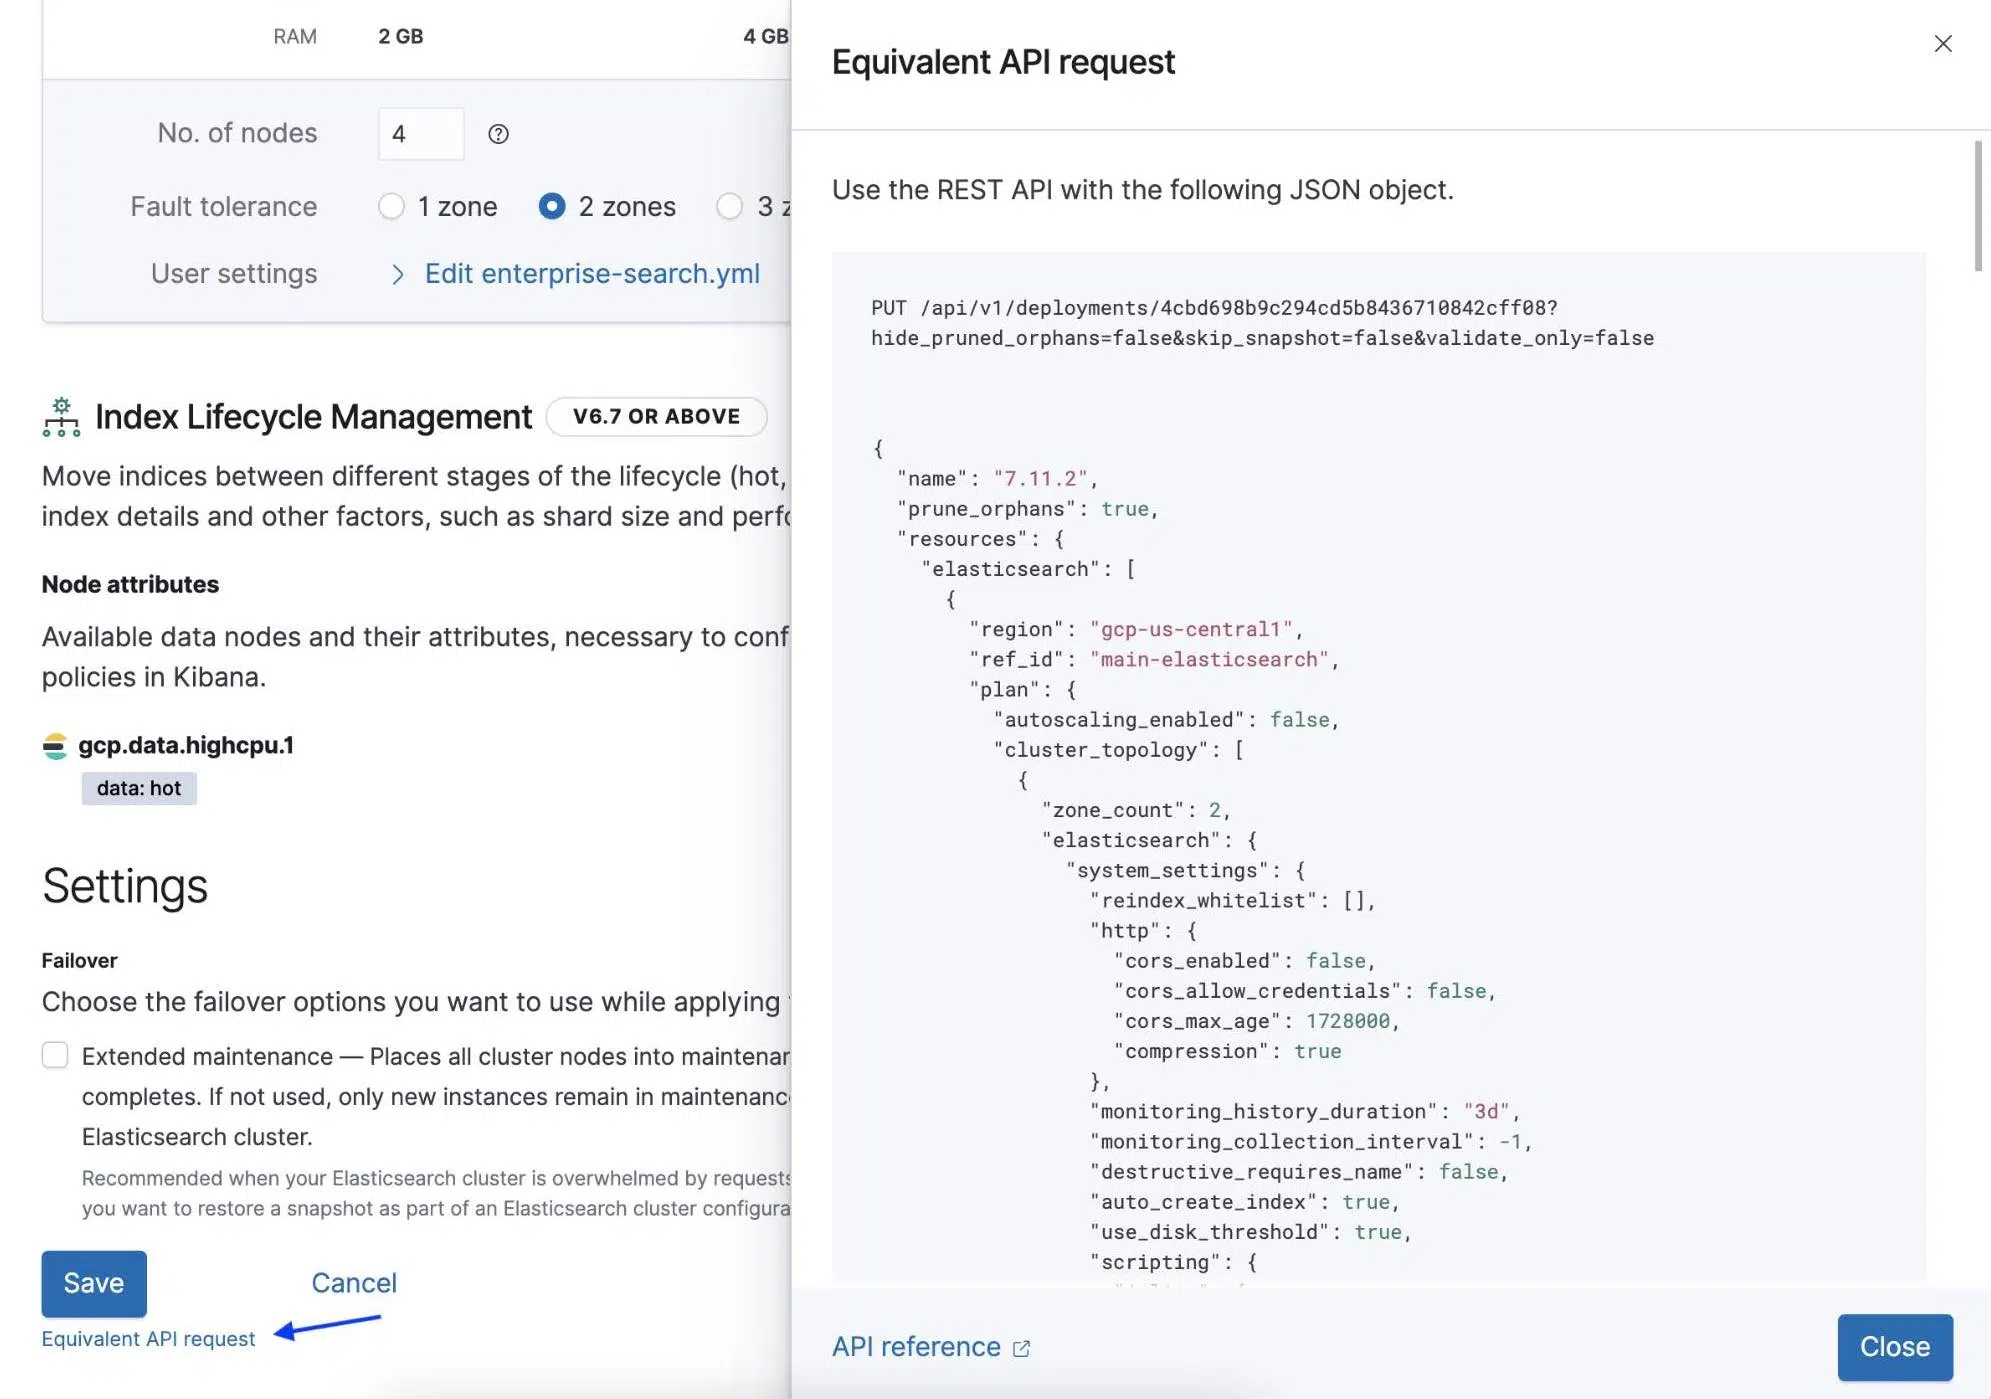 RAM 2 GB 4 GB
No. of nodes 4
Fault tolerance 1 zone 2 zones 3
User settings Edit enterprise-search.yml
Index Lifecycle Management V6.7 OR ABOVE
Move indices between different stages of the lifecycle (hot,
index details and other factors, such as shard size and
Node attributes
Available data nodes and their attributes, necessary to
policies in Kibana.
gcp.data.highcpu.1
data: hot
Settings
Failover
Choose the failover options you want to use while applying
Extended maintenance — Places all cluster nodes into
completes. If not used, only new instances remain in
Elasticsearch cluster.
Recommended when your Elasticsearch cluster is overwhelmed by requests
you want to restore a snapshot as part of an Elasticsearch cluster
Save Cancel
Equivalent API request
Equivalent API request
Use the REST API with the following JSON object.
PUT /api/v1/deployments/4cbd698b9c294cd5b8436710842cff08?
hide_pruned_orphans=false&skip_snapshot=false&validate_only=false
{
"name": "7.11.2",
"prune_orphans": true,
"resources": {
"elasticsearch": [
{
"region": "gcp-us-central1",
"ref_id": "main-elasticsearch",
"plan": {
"autoscaling_enabled": false,
"cluster_topology": [
{
"zone_count": 2,
"elasticsearch": {
"system_settings": {
"reindex_whitelist": [],
"http": {
"cors_enabled": false,
"cors_allow_credentials": false,
"cors_max_age": 1728000,
"compression": true
},
"monitoring_history_duration": "3d",
"monitoring_collection_interval": -1,
"destructive_requires_name": false,
"auto_create_index": true,
"use_disk_threshold": true,
"scripting": {
API reference
Close